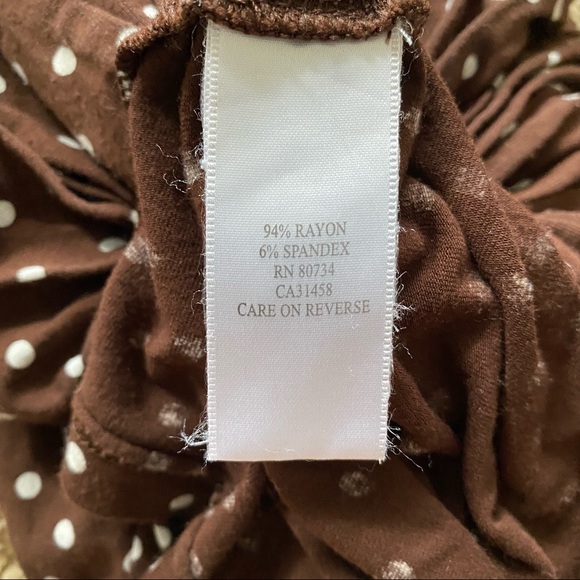 94% RAYON
6% SPANDEX
RN 80734
CA31458
CARE ON REVERSE